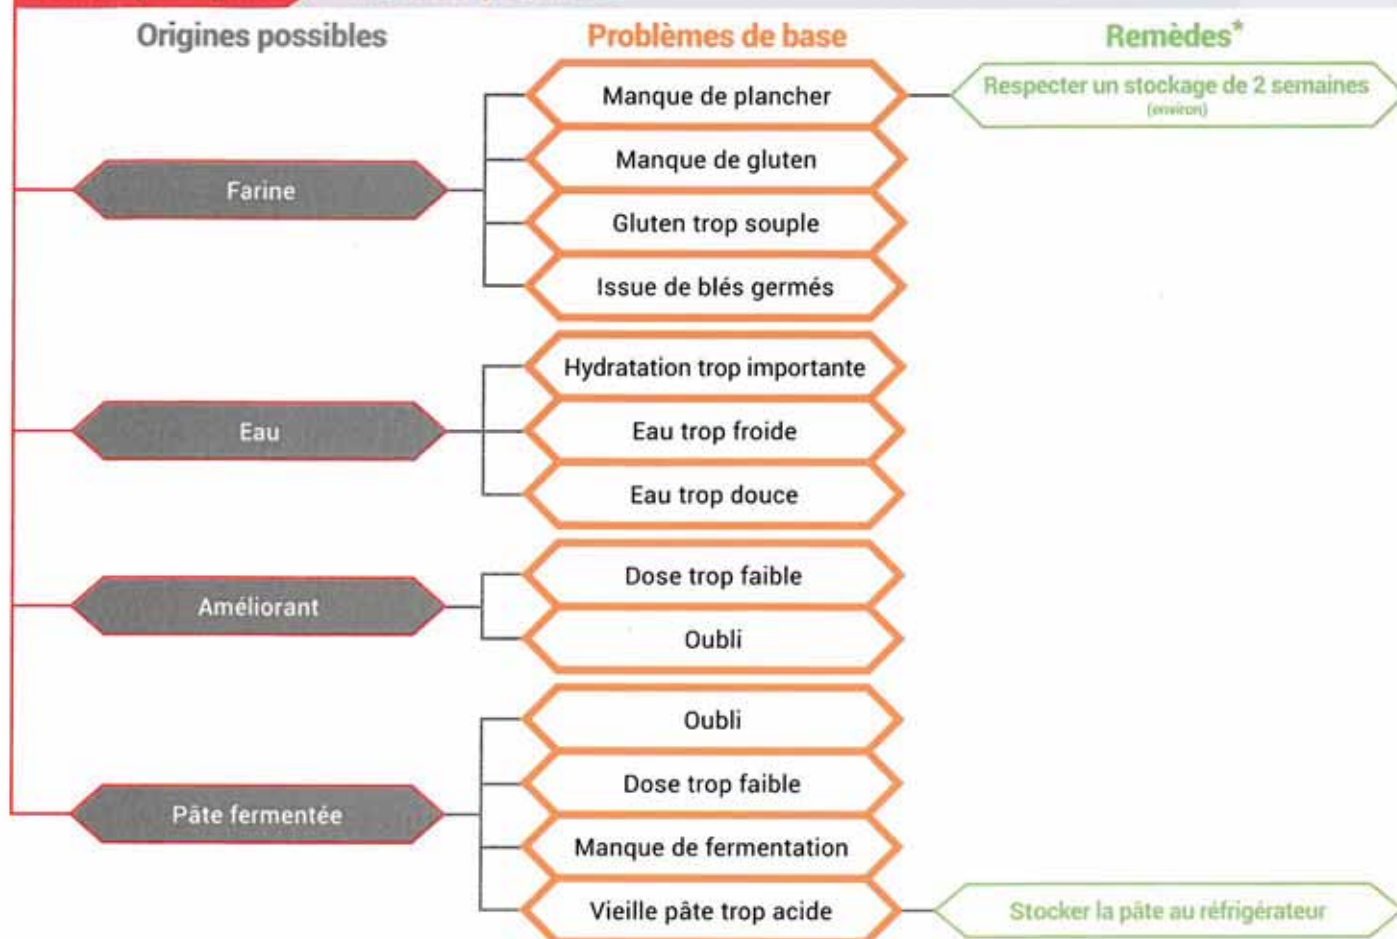 Origines possibles
Problèmes de base
Remèdes*
Farine
Manque de plancher
Respecter un stockage de 2 semaines
(environ)
Manque de gluten
Gluten trop souple
Issue de blés germés
Eau
Hydratation trop importante
Eau trop froide
Eau trop douce
Améliorant
Dose trop faible
Oubli
Pâte fermentée
Oubli
Dose trop faible
Manque de fermentation
Vieille pâte trop acide
Stocker la pâte au réfrigérateur